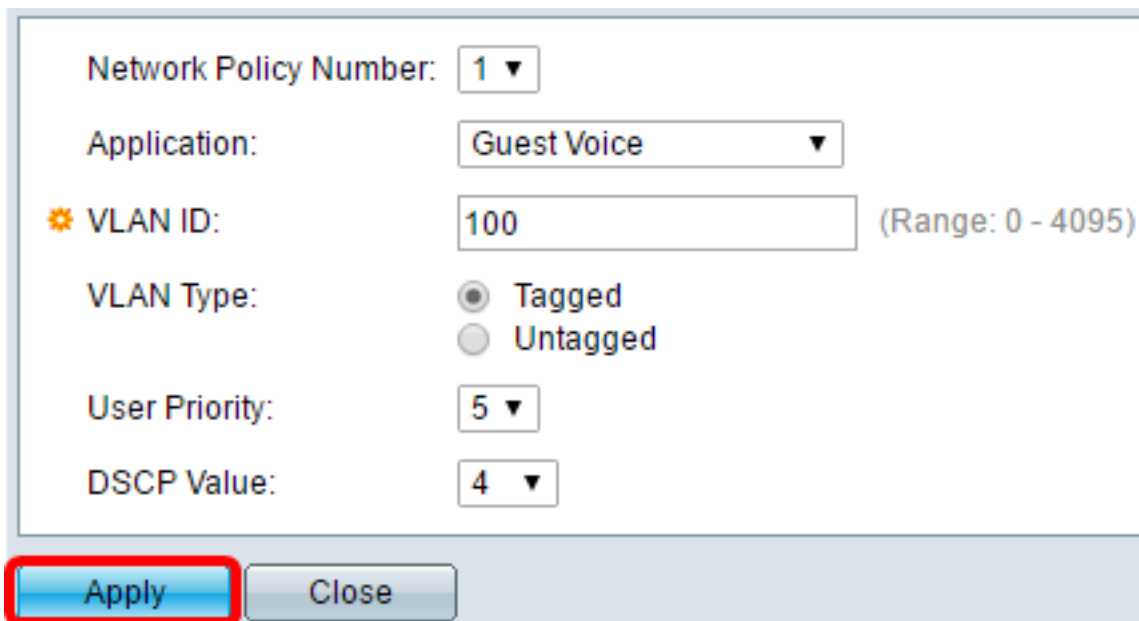 Network Policy Number: 1
Application: Guest Voice
VLAN ID: 100 (Range: 0 - 4095)
VLAN Type: Tagged
Untagged
User Priority: 5
DSCP Value: 4
Apply Close